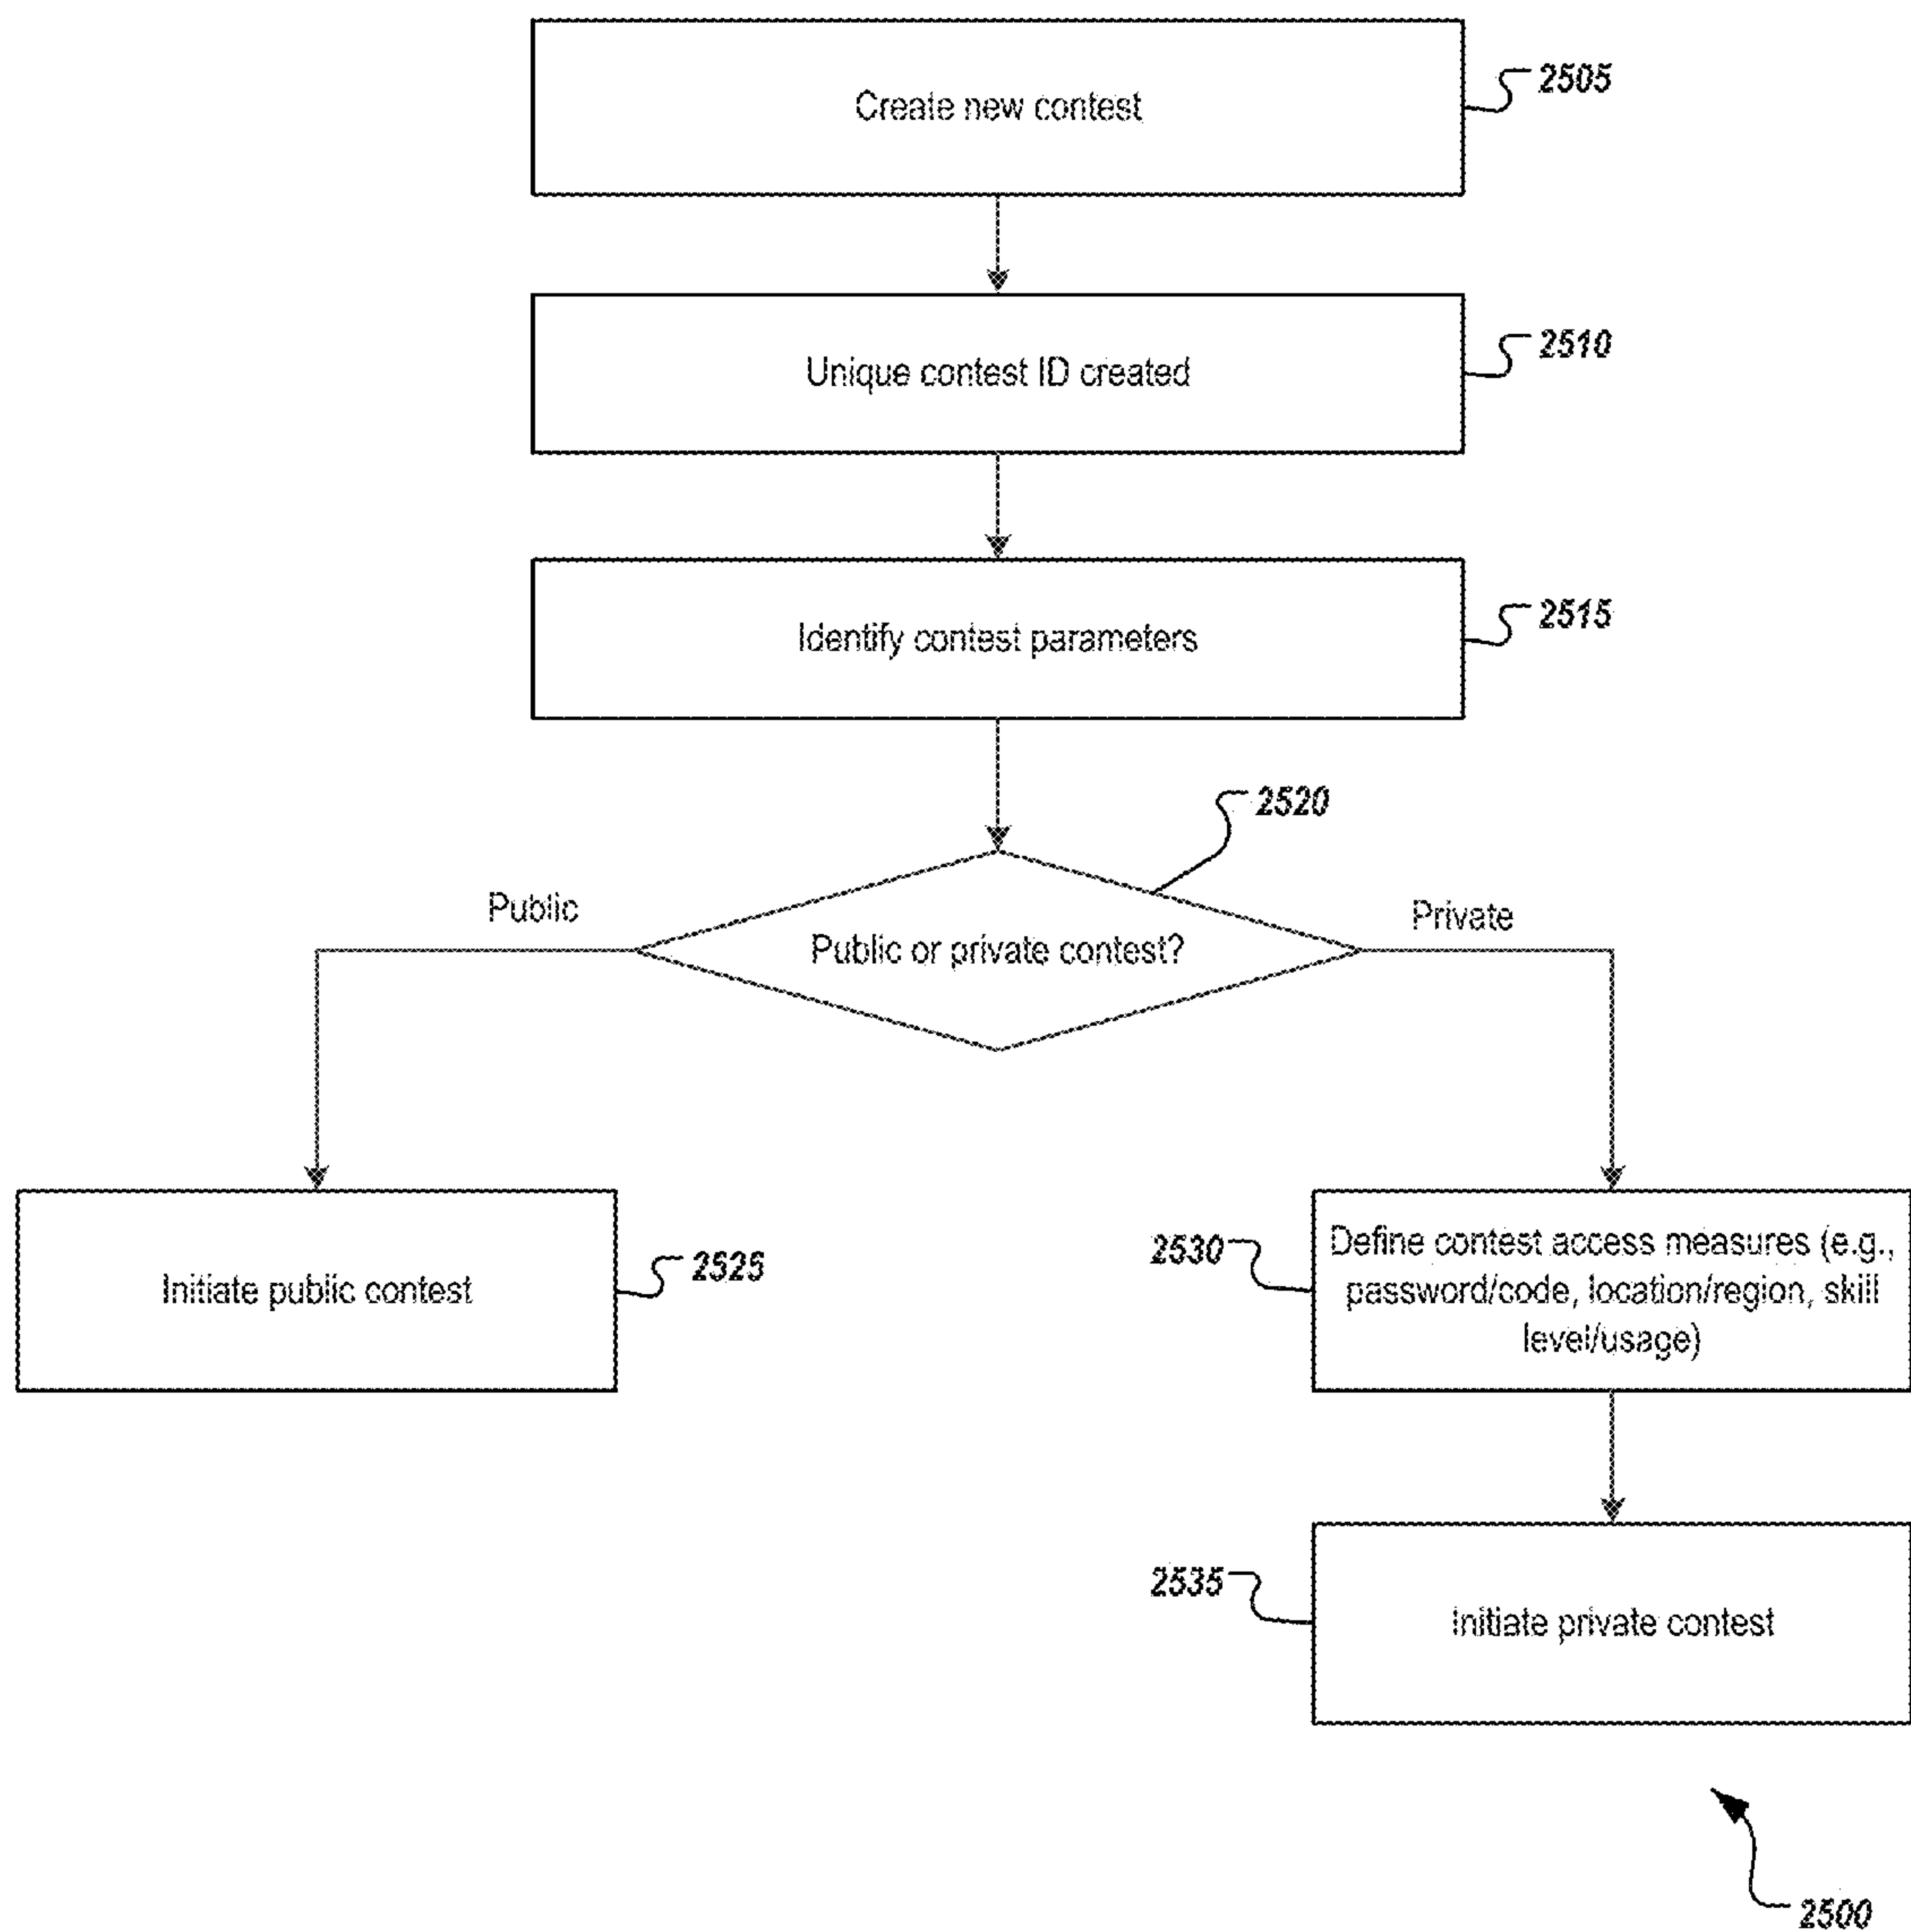 Create new contest
2505
Unique contest ID created
2510
Identify contest parameters
2515
2520
Public
Private
Public or private contest?
Initiate public contest
2525
2530
Define contest access measures (e.g.,
password/code, location/region, skill
level/usage)
2535
Initiate private contest
2500